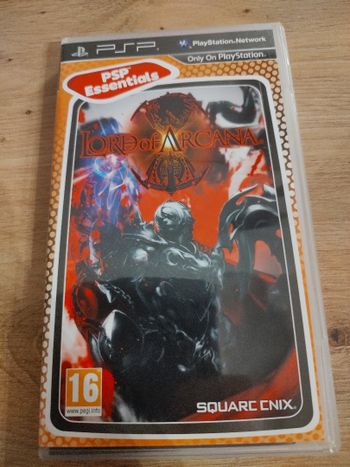 PSP
PlayStation Network
Only On PlayStation
PSP
Essentials
LORD of ARCANA
16
www.pegi.info
SQUARE ENIX